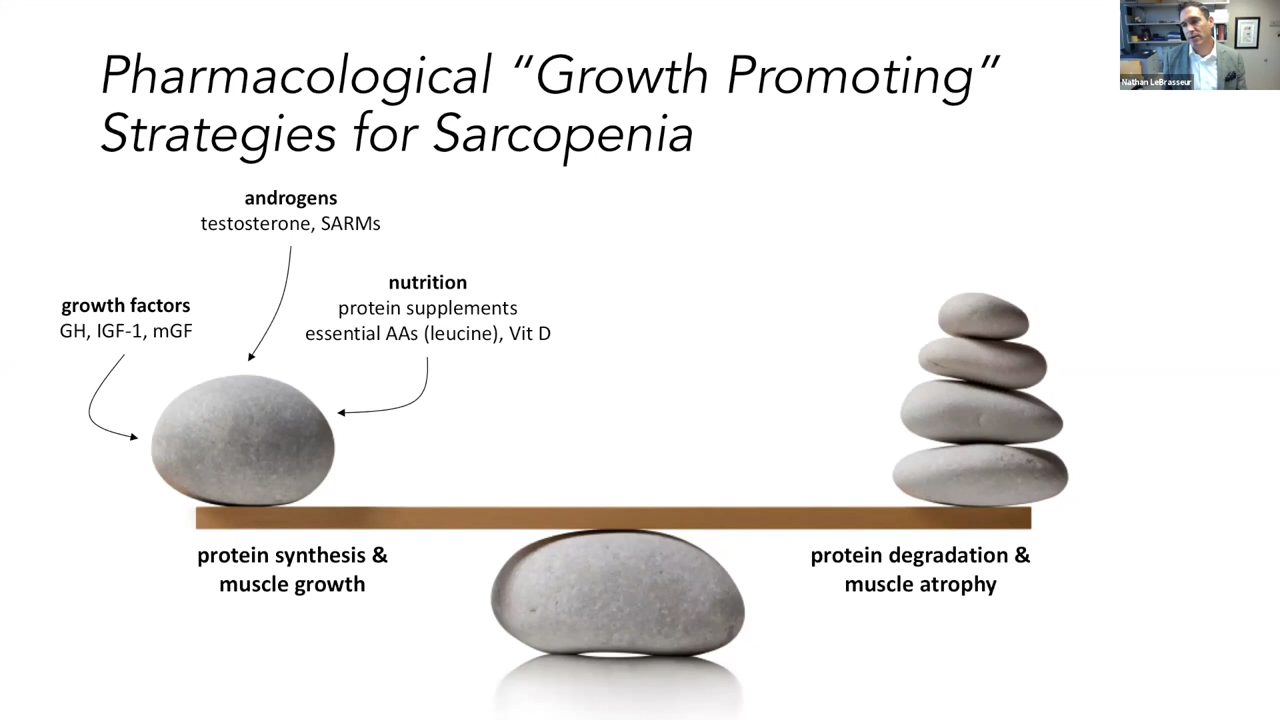 Pharmacological “Growth Promoting”
Strategies for Sarcopenia
Nathan LeBrasseur
androgens
testosterone, SARMs
nutrition
protein supplements
essential AAs (leucine), Vit D
growth factors
GH, IGF-1, mGF
protein synthesis &
muscle growth
protein degradation &
muscle atrophy